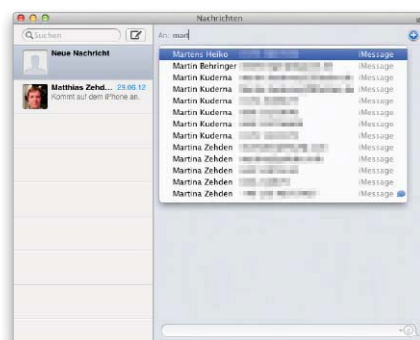 Nachrichten
Suchen
An: mart
Neue Nachricht
Matthias Zehd... 29.06.12
Kommt auf dem iPhone an.
Martens Heiko iMessage
Martin Behringer iMessage
Martin Kuderna iMessage
Martin Kuderna iMessage
Martin Kuderna iMessage
Martin Kuderna iMessage
Martin Kuderna iMessage
Martin Kuderna iMessage
Martina Zehden iMessage
Martina Zehden iMessage
Martina Zehden iMessage
Martina Zehden iMessage
Martina Zehden iMessage